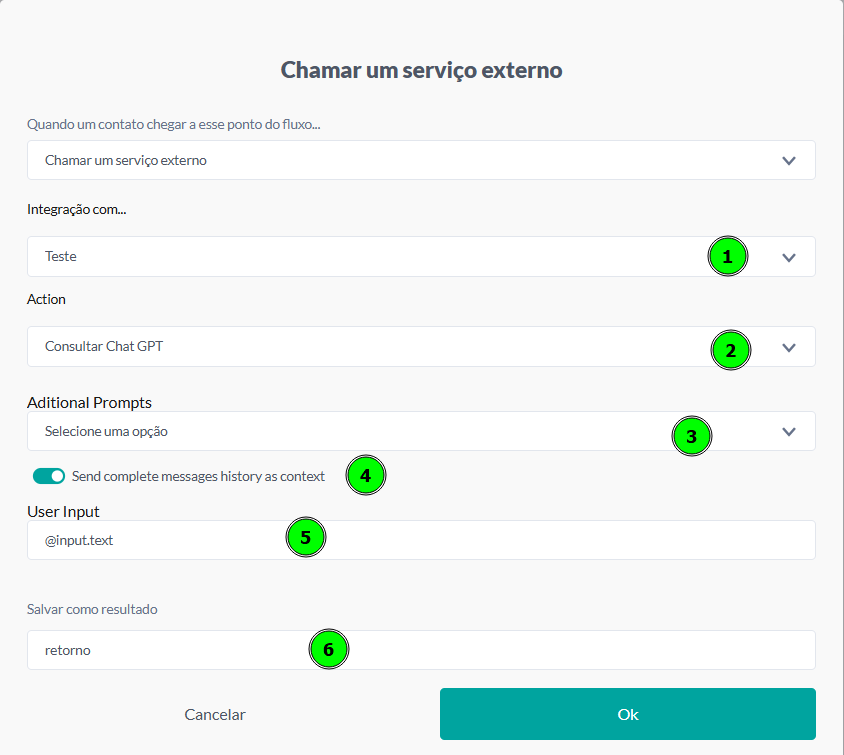 Chamar um serviço externo
Quando um contato chegar a esse ponto do fluxo...
Chamar um serviço externo
Integração com...
Teste
1
Action
Consultar Chat GPT
2
Aditional Prompts
Selecione uma opção
3
Send complete messages history as context
4
User Input
@input.text
5
Salvar como resultado
retorno
6
Cancelar
Ok